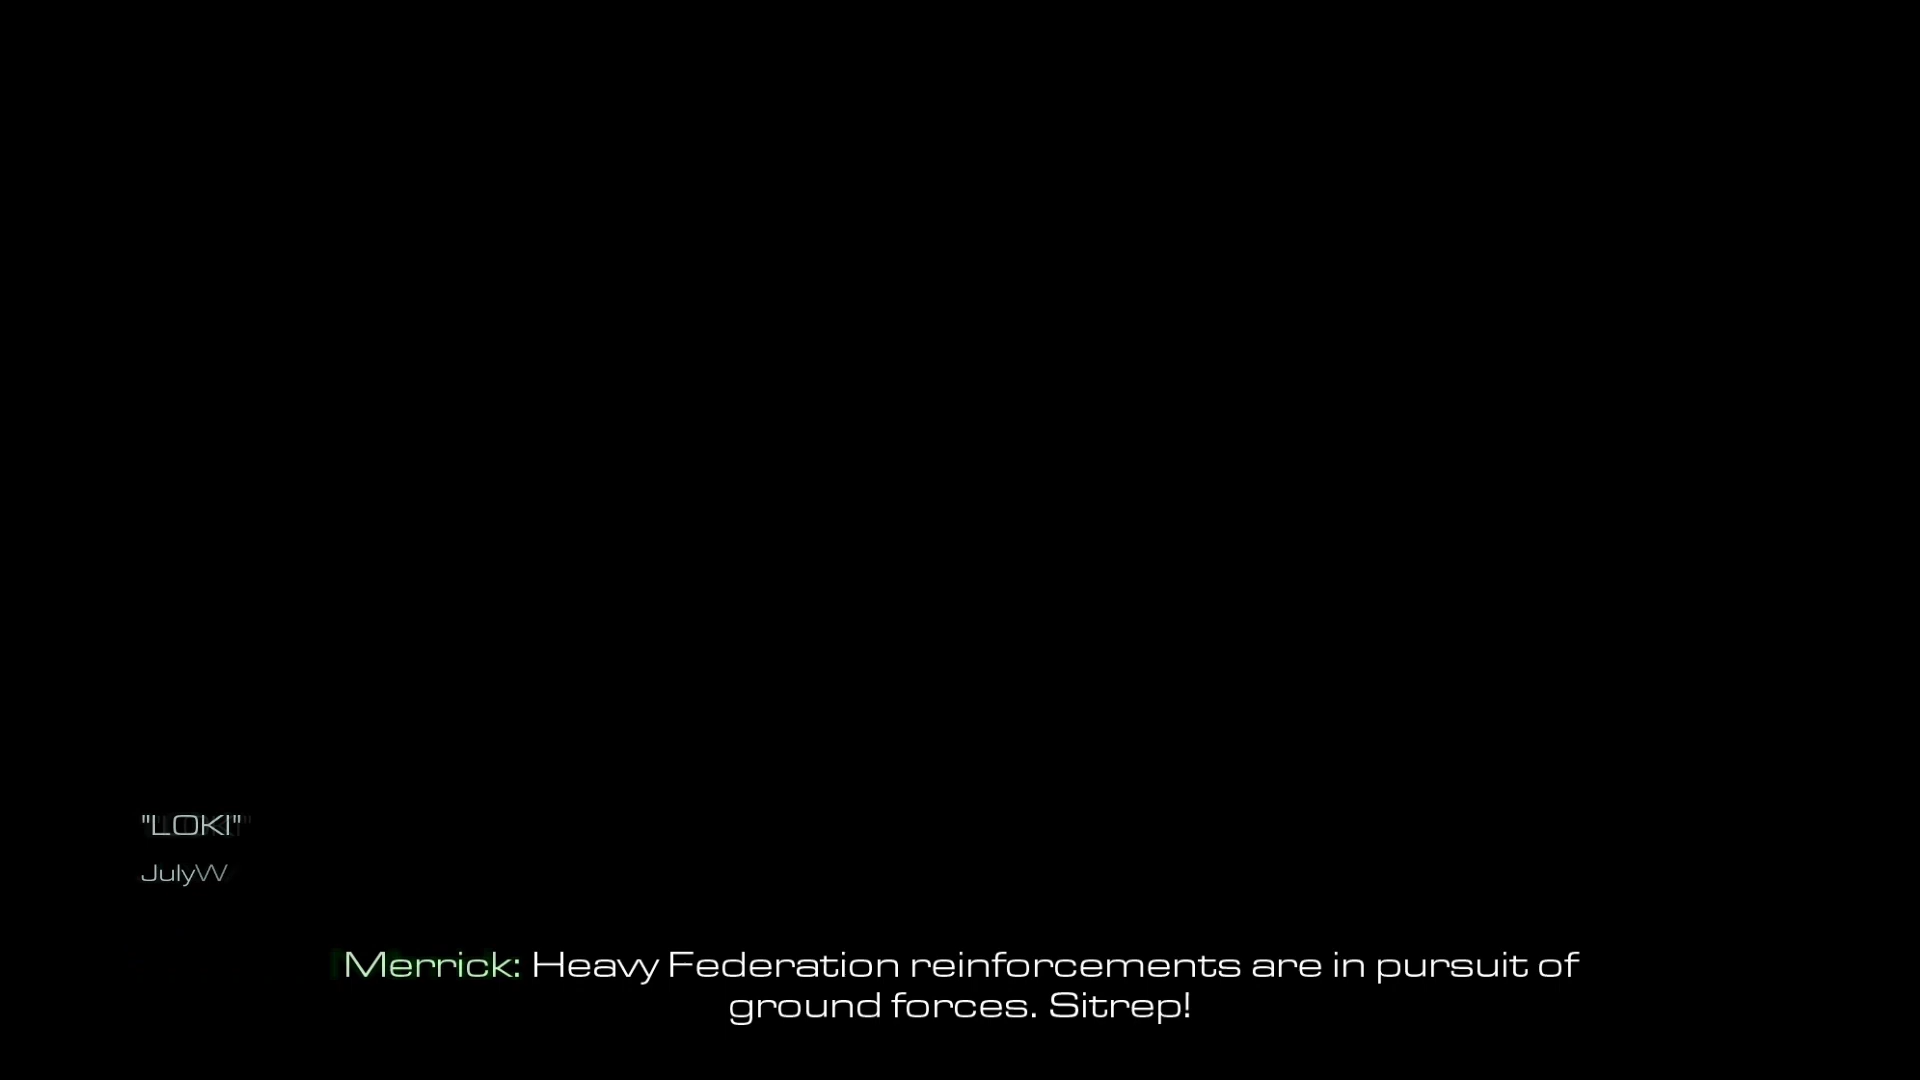 "LOKI"
JulyW
Merrick: Heavy Federation reinforcements are in pursuit of
ground forces. Sitrep!